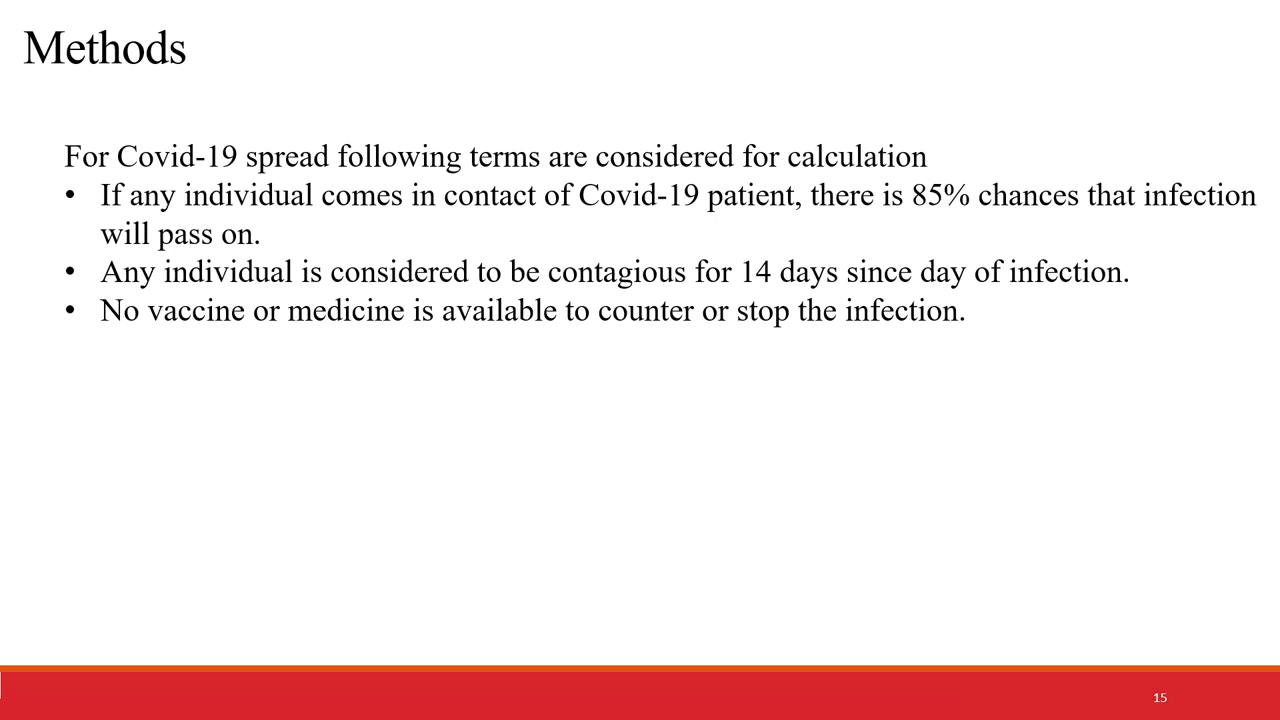 Methods
For Covid-19 spread following terms are considered for calculation
• If any individual comes in contact of Covid-19 patient, there is 85% chances that infection
will pass on.
• Any individual is considered to be contagious for 14 days since day of infection.
• No vaccine or medicine is available to counter or stop the infection.
15